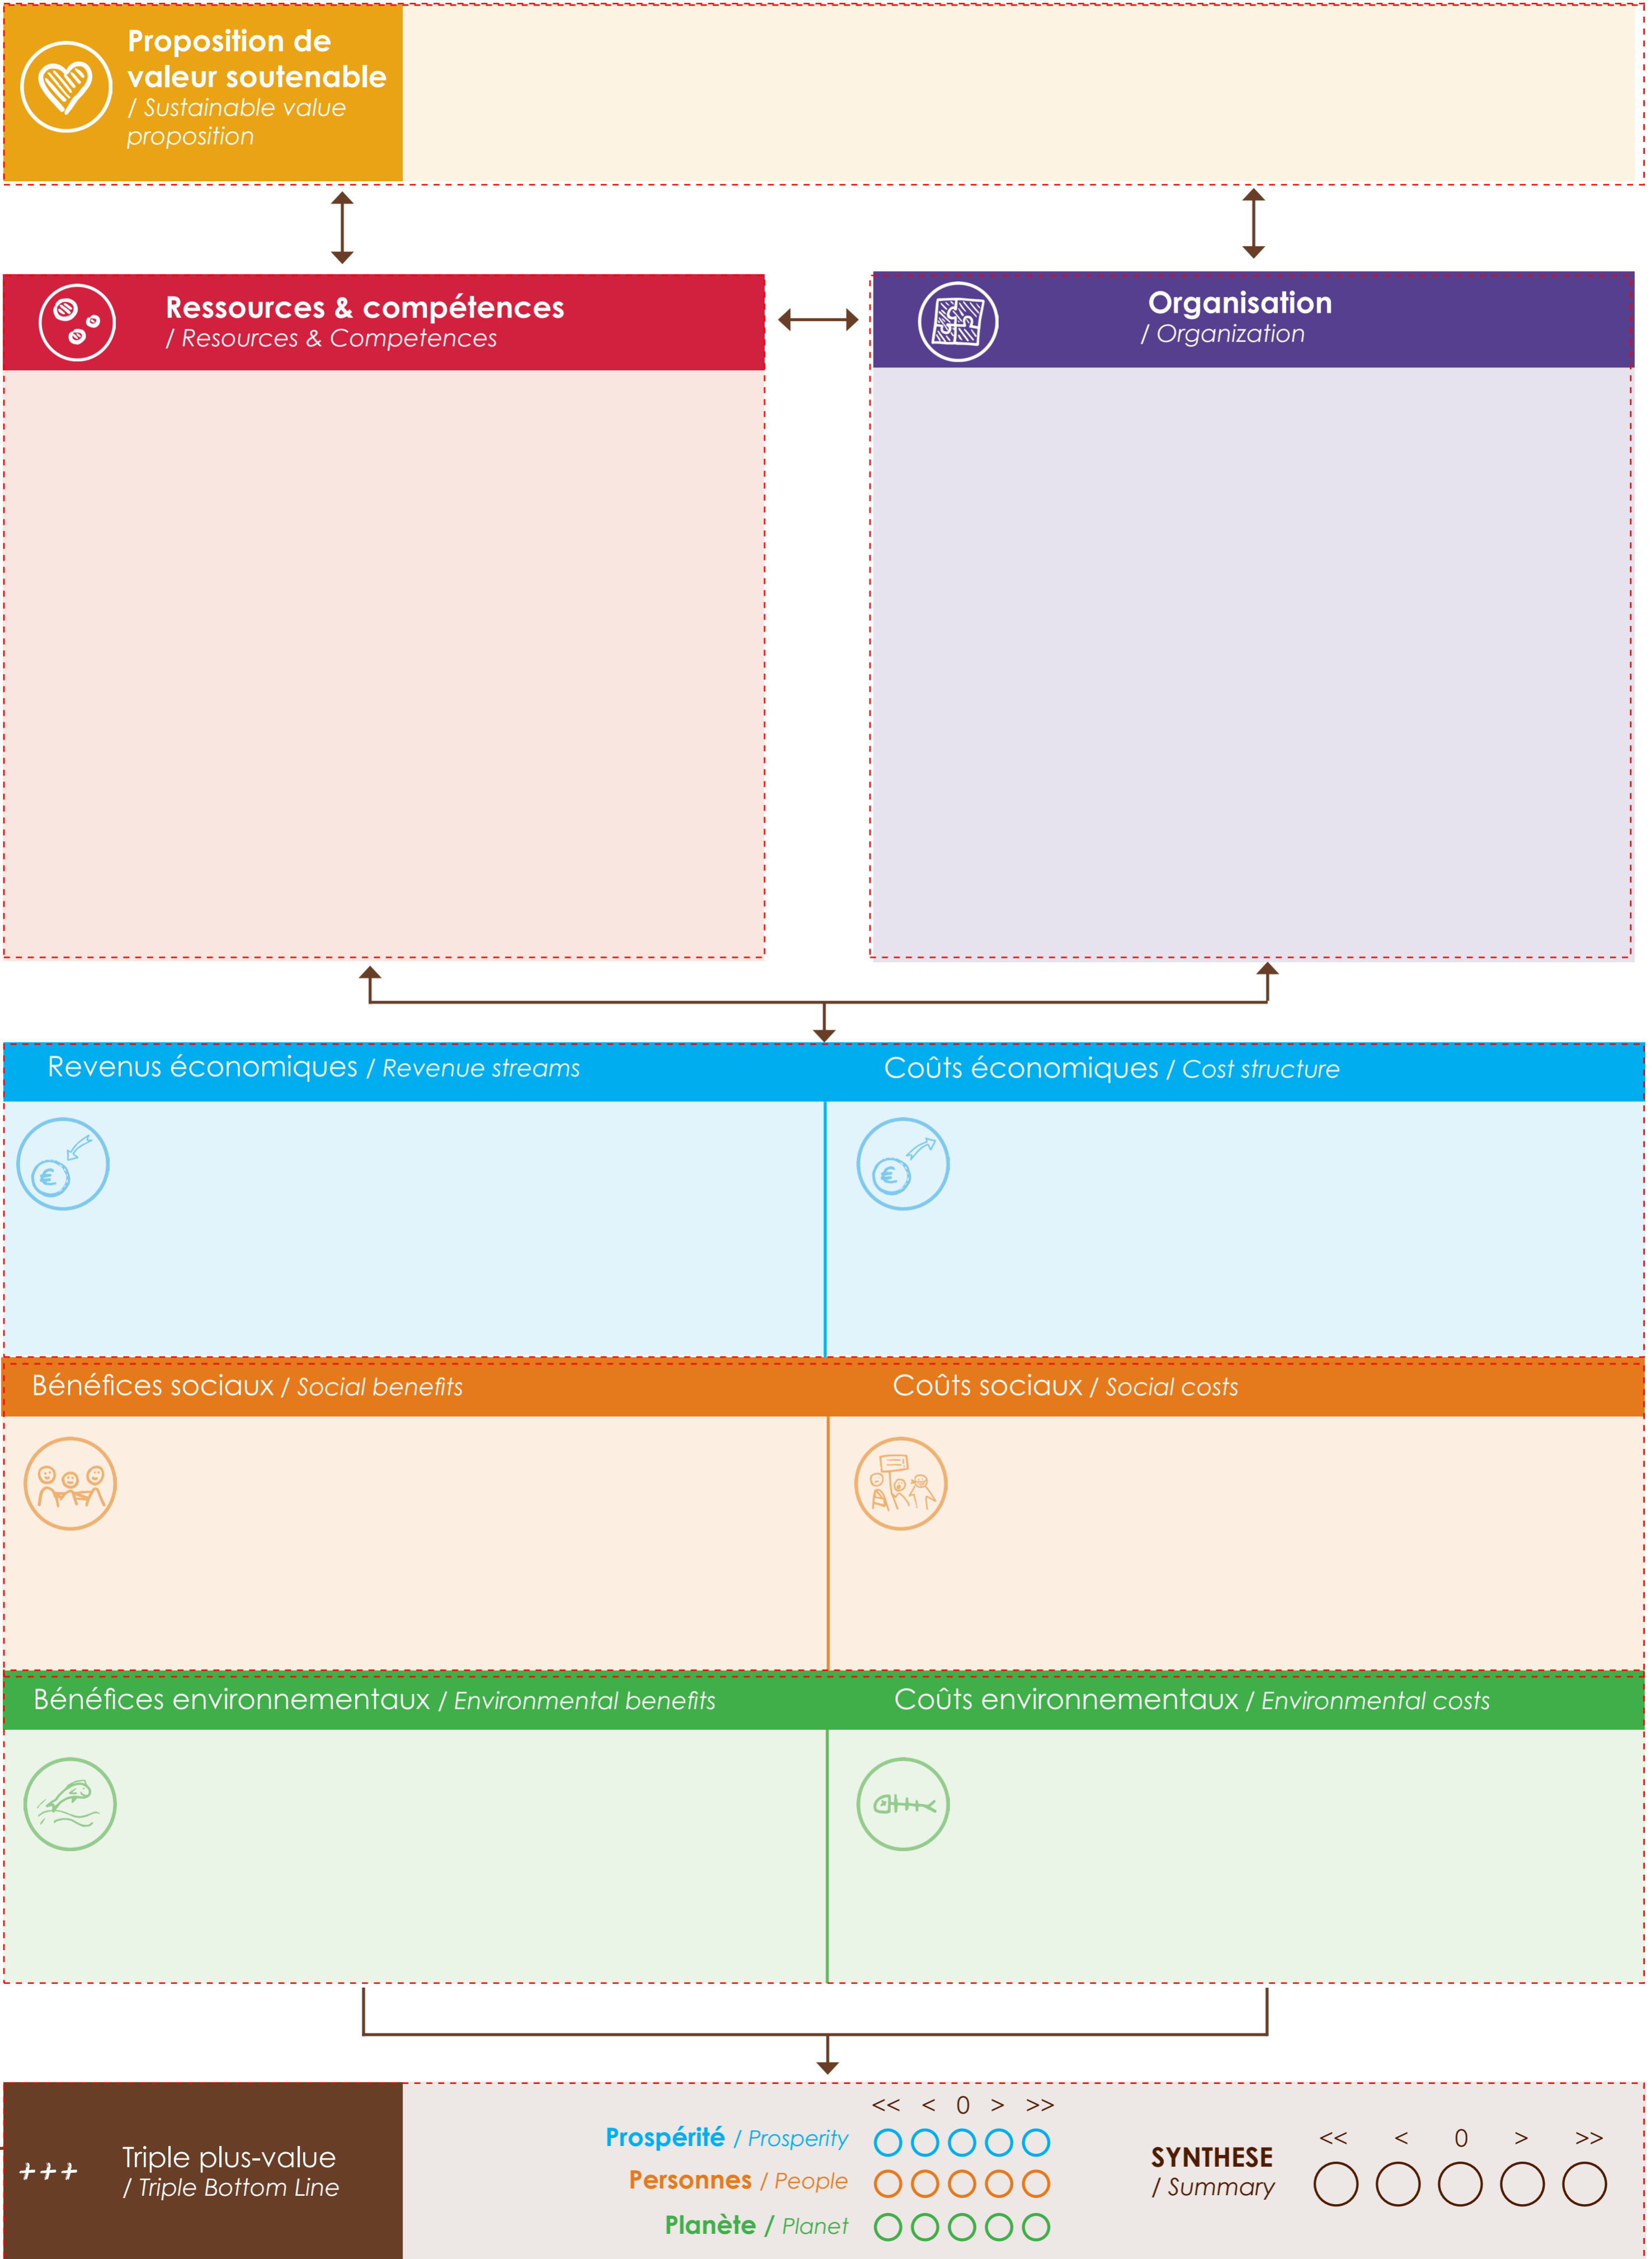 Proposition de
valeur soutenable
/ Sustainable value
proposition
Ressources & compétences
/ Resources & Competences
Organisation
/ Organization
Revenus économiques / Revenue streams
Coûts économiques / Cost structure
€
€
Bénéfices sociaux / Social benefits
Coûts sociaux / Social costs
Bénéfices environnementaux / Environmental benefits
Coûts environnementaux / Environmental costs
+++
Triple plus-value
/ Triple Bottom Line
<< < 0 > >>
Prospérité / Prosperity
Personnes / People
Planète / Planet
SYNTHESE
/ Summary
<< < 0 > >>